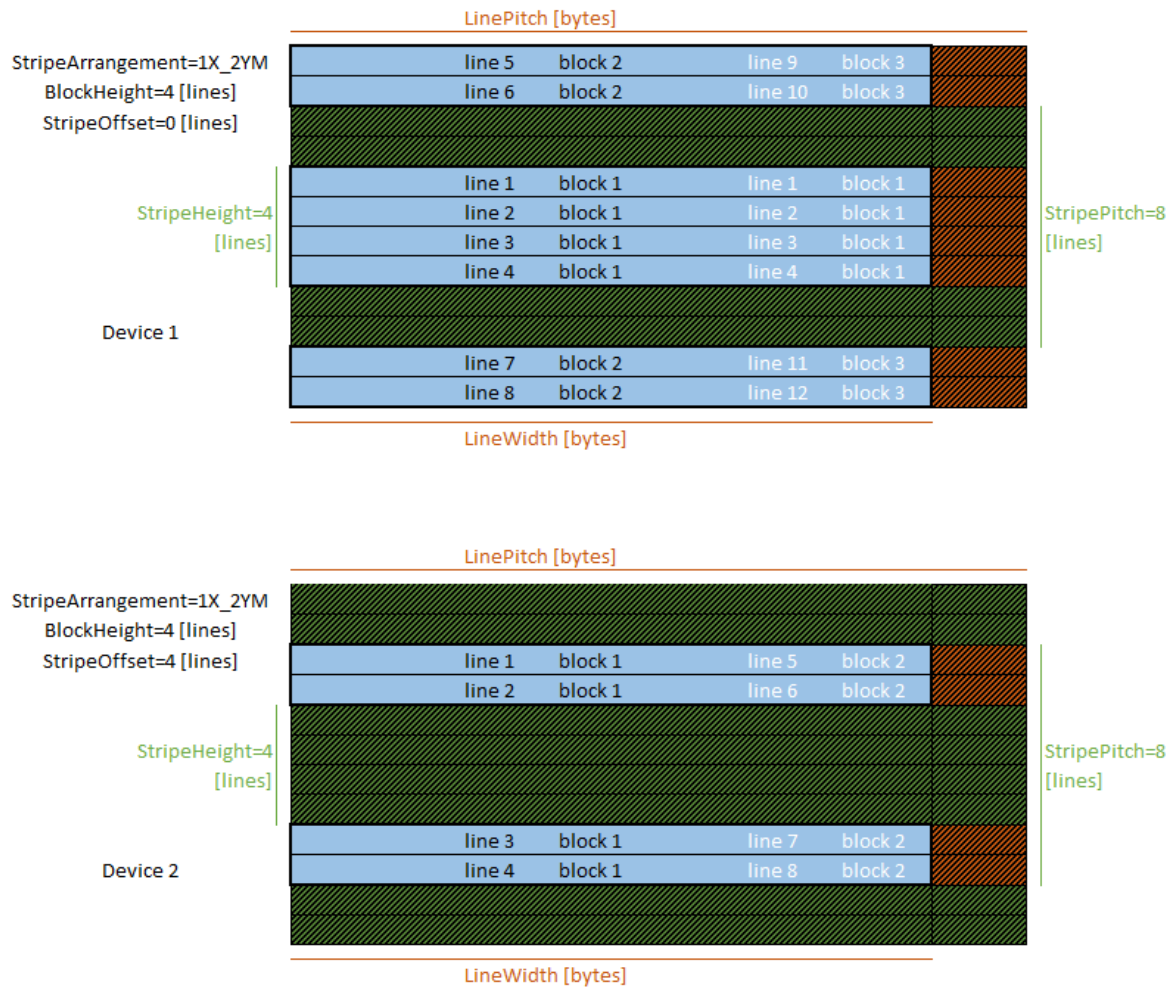 LinePitch [bytes]
StripeArrangement=1X_2YM
BlockHeight=4 [lines]
StripeOffset=0 [lines]
line 5 block 2 line 9 block 3
line 6 block 2 line 10 block 3
StripeHeight=4
[lines]
line 1 block 1 line 1 block 1
line 2 block 1 line 2 block 1
line 3 block 1 line 3 block 1
line 4 block 1 line 4 block 1
StripePitch=8
[lines]
Device 1
line 7 block 2 line 11 block 3
line 8 block 2 line 12 block 3
LineWidth [bytes]
LinePitch [bytes]
StripeArrangement=1X_2YM
BlockHeight=4 [lines]
StripeOffset=4 [lines]
line 1 block 1 line 5 block 2
line 2 block 1 line 6 block 2
StripeHeight=4
[lines]
StripePitch=8
[lines]
Device 2
line 3 block 1 line 7 block 2
line 4 block 1 line 8 block 2
LineWidth [bytes]